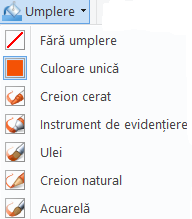 Umplere
Fără umplere
Culoare unică
Creion cerat
Instrument de evidențiere
Ulei
Creion natural
Acuarelă